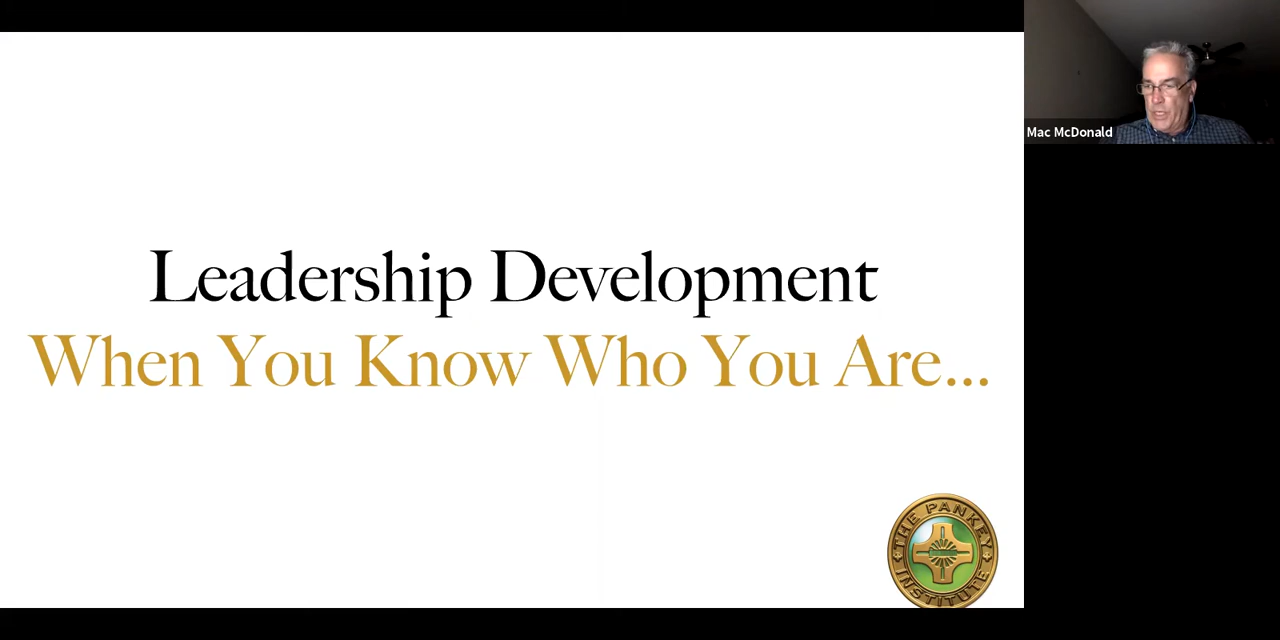 Leadership Development
When You Know Who You Are...
THE PANKEY
INSTITUTE
Mac McDonald